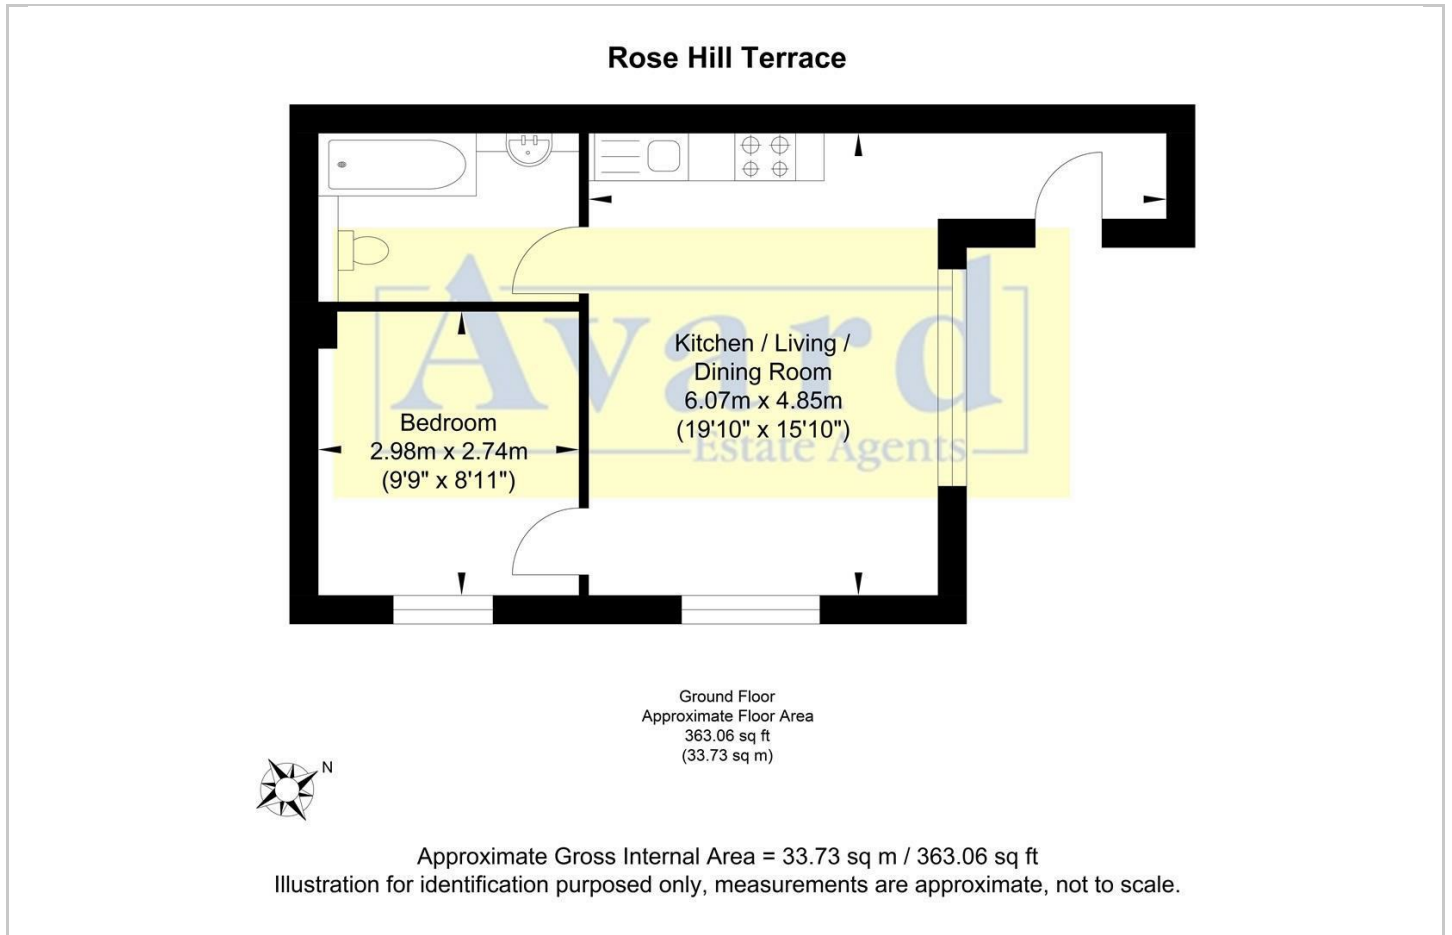 Rose Hill Terrace
Avard
Estate Agents
Kitchen / Living /
Dining Room
6.07m x 4.85m
(19'10" x 15'10")
Bedroom
2.98m x 2.74m
(9'9" x 8'11")
Ground Floor
Approximate Floor Area
363.06 sq ft
(33.73 sq m)
N
Approximate Gross Internal Area = 33.73 sq m / 363.06 sq ft
Illustration for identification purposed only, measurements are approximate, not to scale.